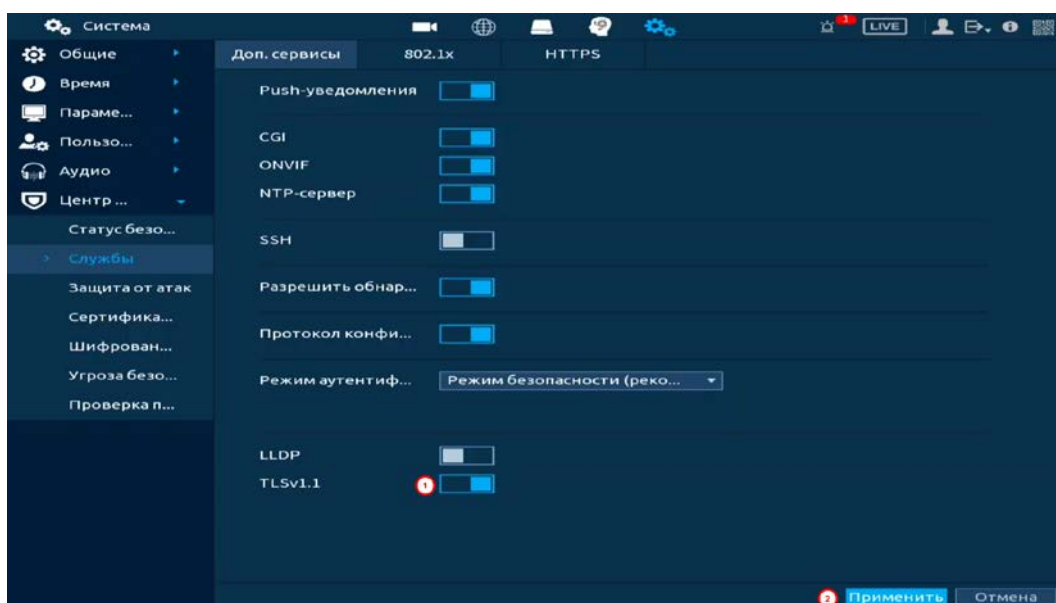 Система
1
LIVE
Общие
Время
Параме...
Пользо...
Аудио
Центр ...
Статус безо...
Службы
Защита от атак
Сертифика...
Шифрован...
Угроза безо...
Проверка п...
Доп. сервисы 802.1x HTTPS
Push-уведомления
CGI
ONVIF
NTP-сервер
SSH
Разрешить обнар...
Протокол конфи...
Режим аутентиф... Режим безопасности (реко...
LLDP
TLSv1.1 1
2 Применить Отмена